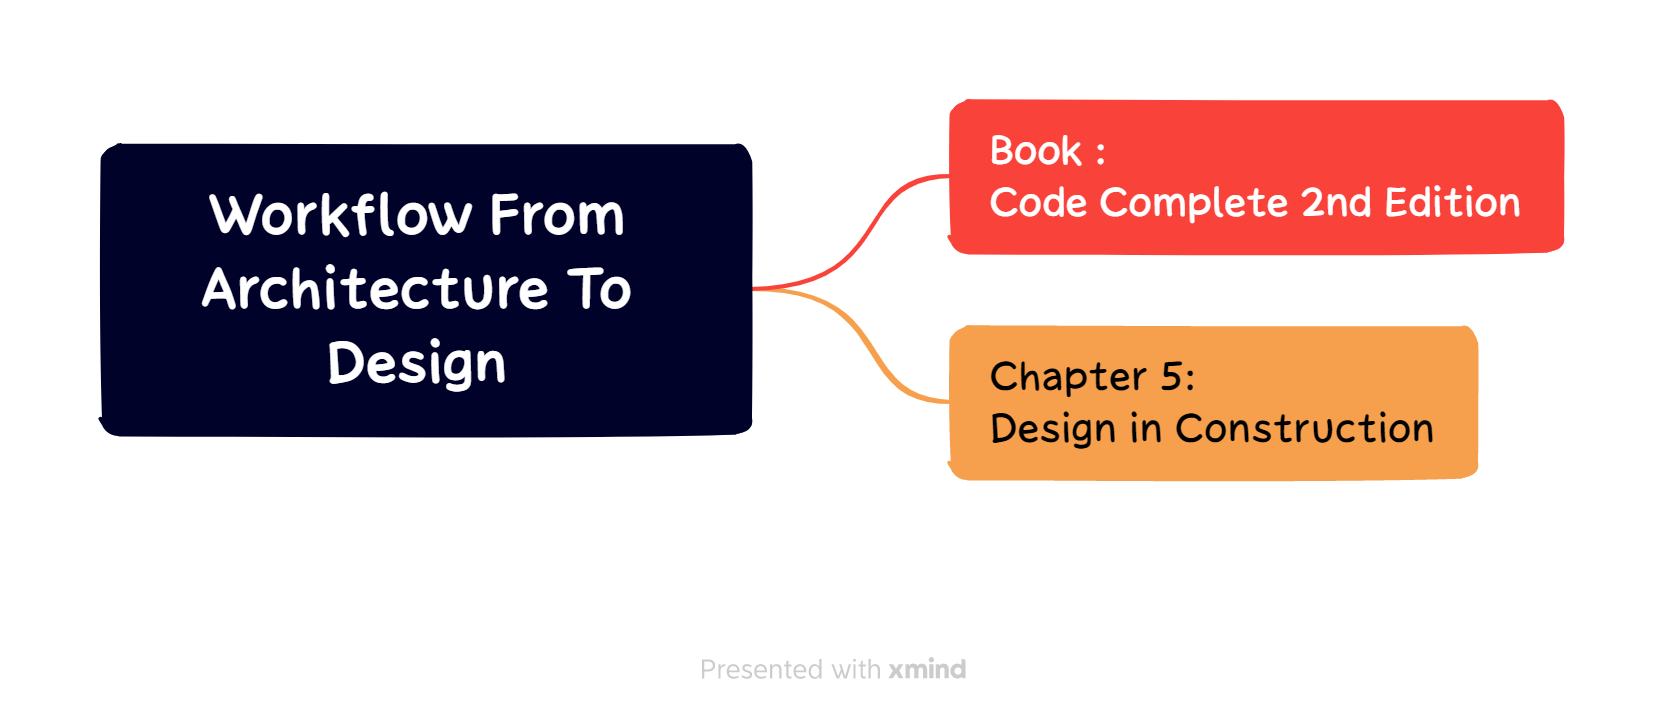 Workflow From
Architecture To
Design
Book :
Code Complete 2nd Edition
Chapter 5:
Design in Construction
Presented with xmind